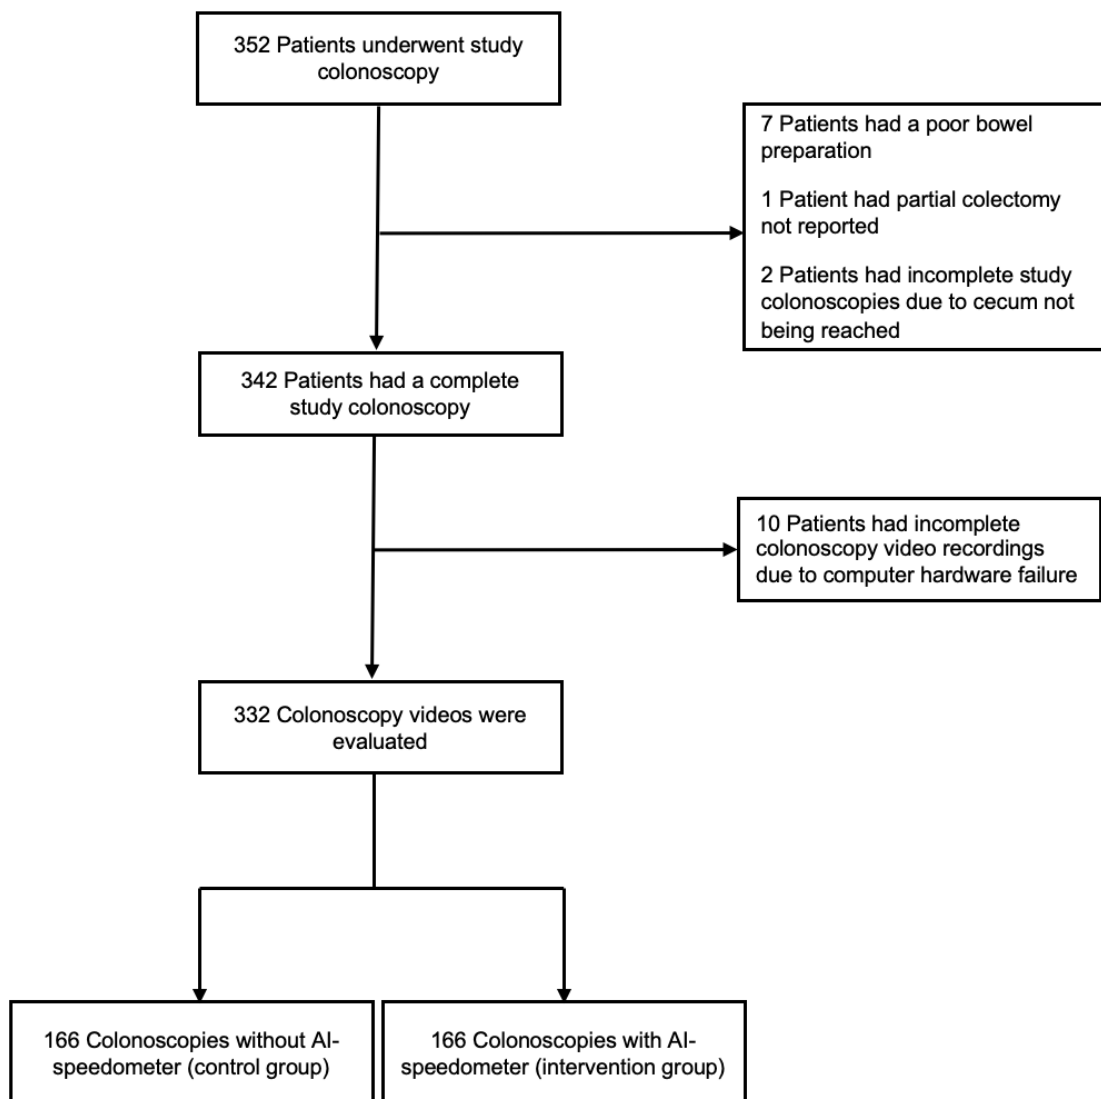 352 Patients underwent study
colonoscopy
7 Patients had a poor bowel
preparation
1 Patient had partial colectomy
not reported
2 Patients had incomplete study
colonoscopies due to cecum not
being reached
342 Patients had a complete
study colonoscopy
10 Patients had incomplete
colonoscopy video recordings
due to computer hardware failure
332 Colonoscopy videos were
evaluated
166 Colonoscopies without AI-
speedometer (control group)
166 Colonoscopies with AI-
speedometer (intervention group)